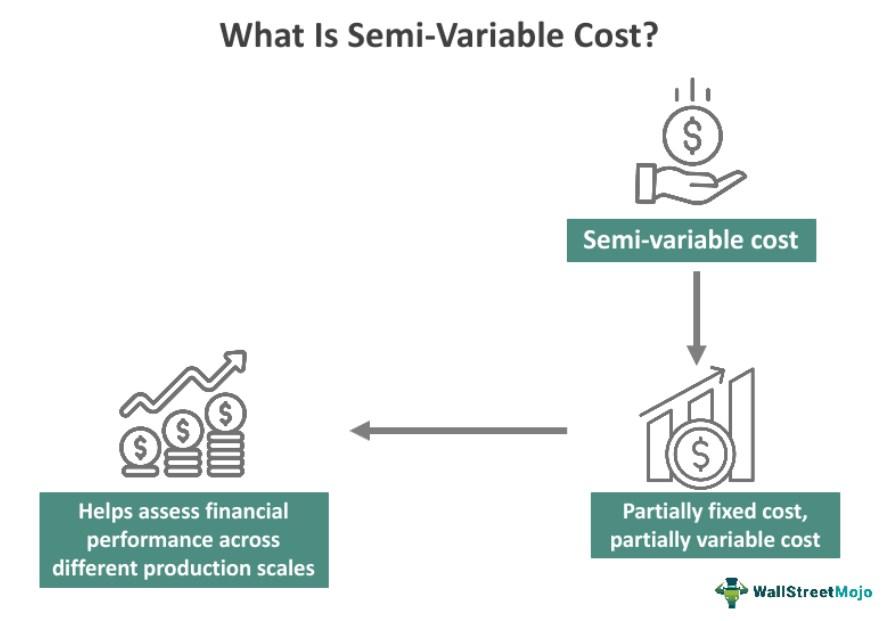 What Is Semi-Variable Cost?
$
Semi-variable cost
$
$
$
$
Partially fixed cost,
partially variable cost
Helps assess financial
performance across
different production scales
WallStreetMojo